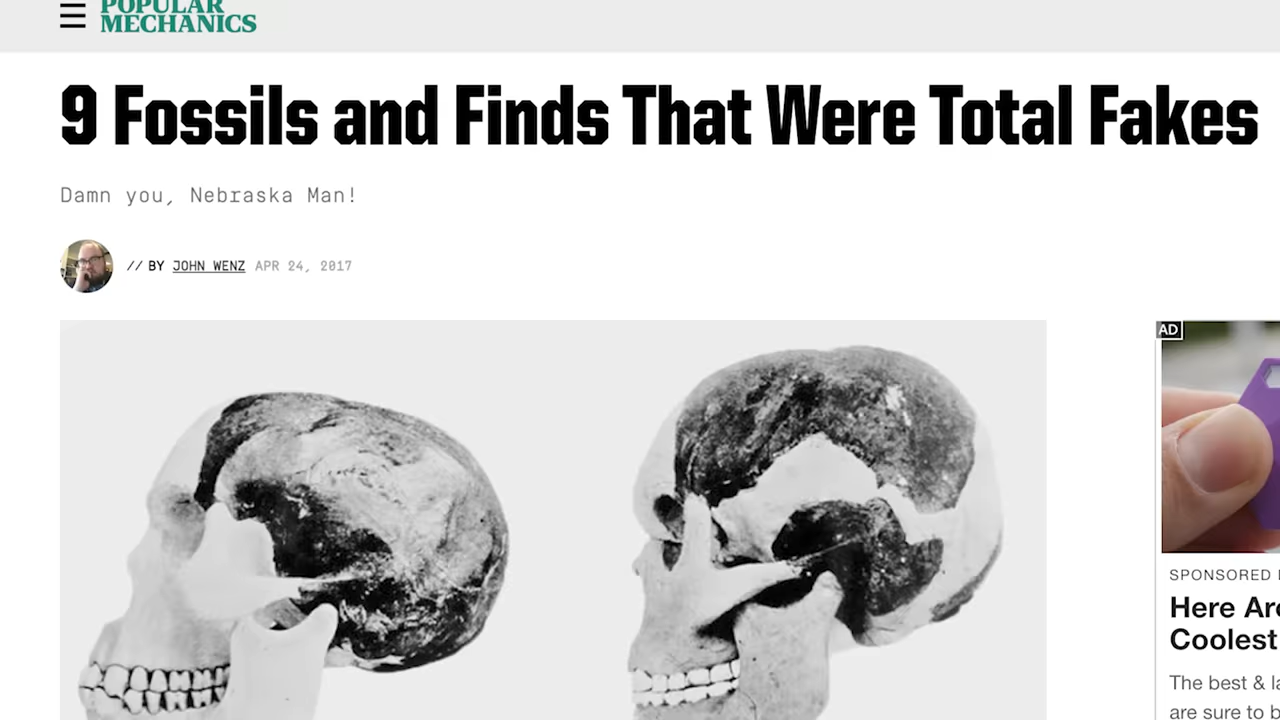 POPULAR
MECHANICS
9 Fossils and Finds That Were Total Fakes
Damn you, Nebraska Man!
// BY JOHN WENZ APR 24, 2017
AD
SPONSORED
Here Are
Coolest
The best & la
are sure to b